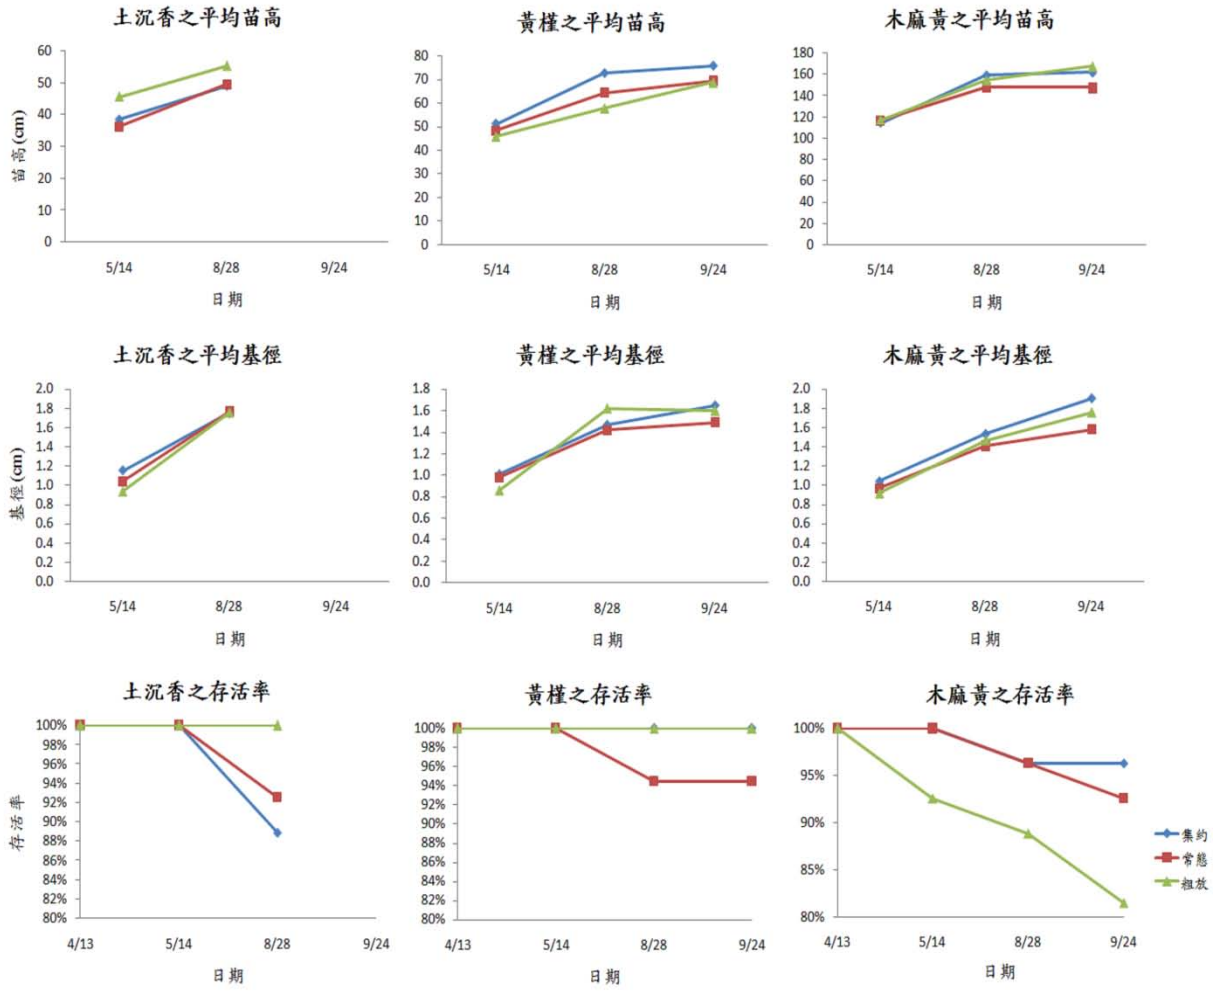 土沉香之平均苗高
苗高(cm)
60
50
40
30
20
10
0
5/14 8/28 9/24
日期
黃槿之平均苗高
80
70
60
50
40
30
20
10
0
5/14 8/28 9/24
日期
木麻黃之平均苗高
180
160
140
120
100
80
60
40
20
0
5/14 8/28 9/24
日期
土沉香之平均基徑
基徑(cm)
2.0
1.8
1.6
1.4
1.2
1.0
0.8
0.6
0.4
0.2
0.0
5/14 8/28 9/24
日期
黃槿之平均基徑
1.8
1.6
1.4
1.2
1.0
0.8
0.6
0.4
0.2
0.0
5/14 8/28 9/24
日期
木麻黃之平均基徑
2.0
1.8
1.6
1.4
1.2
1.0
0.8
0.6
0.4
0.2
0.0
5/14 8/28 9/24
日期
土沉香之存活率
存活率
100%
98%
96%
94%
92%
90%
88%
86%
84%
82%
80%
4/13 5/14 8/28 9/24
日期
黃槿之存活率
100%
98%
96%
94%
92%
90%
88%
86%
84%
82%
80%
4/13 5/14 8/28 9/24
日期
木麻黃之存活率
100%
95%
90%
85%
80%
4/13 5/14 8/28 9/24
日期
集約
常態
粗放